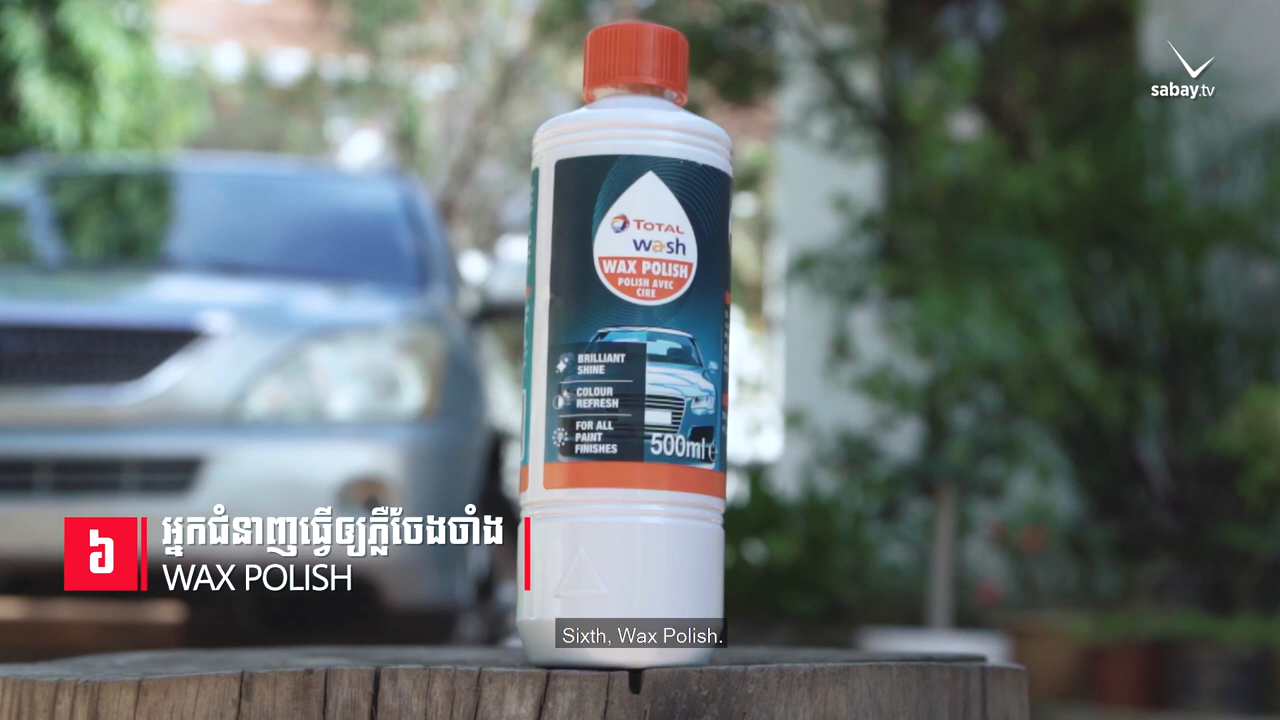 sabay.tv
TOTAL
wash
WAX POLISH
POLISH AVEC
CIRE
BRILLIANT
SHINE
COLOUR
REFRESH
FOR ALL
PAINT
FINISHES
500ml e
៦
អ្នកជំនាញធ្វើឲ្យភ្លឺចែងចាំង
WAX POLISH
Sixth, Wax Polish.